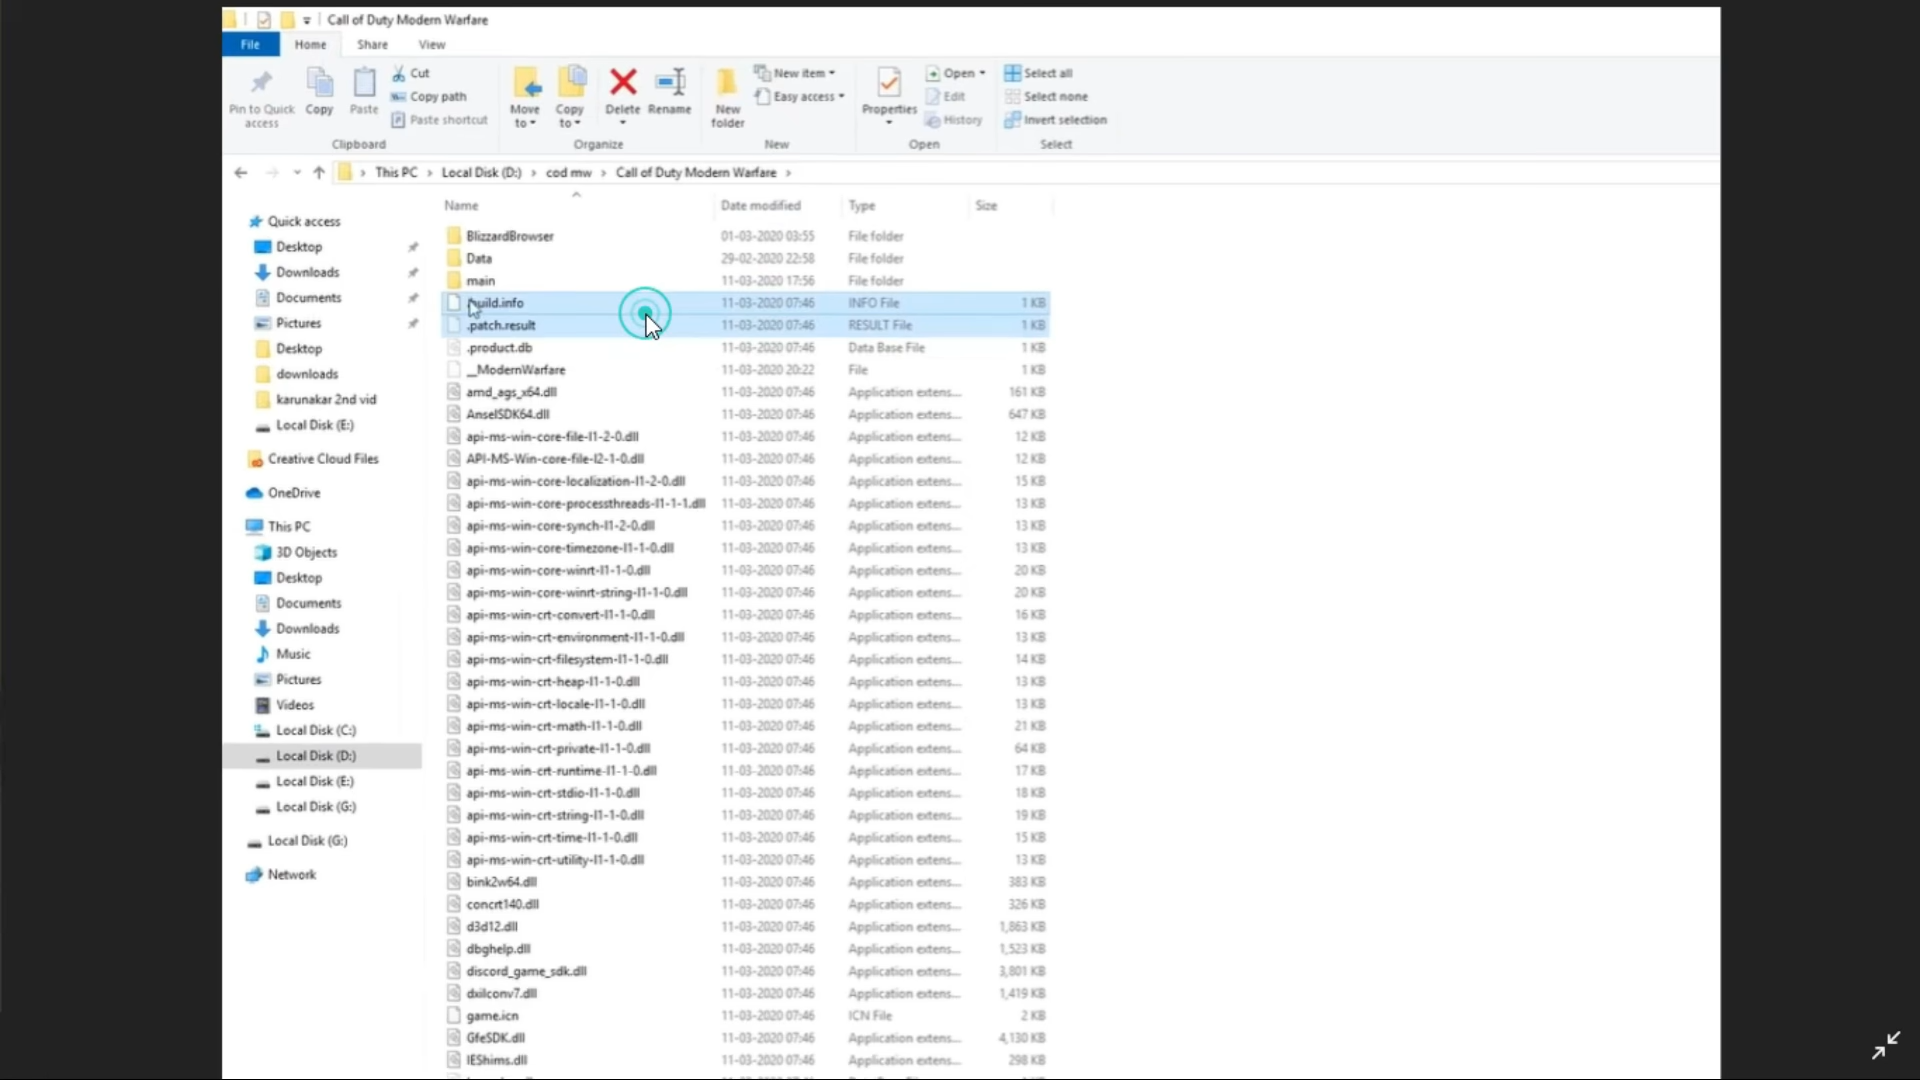 Call of Duty Modern Warfare
File Home Share View
Pin to Quick access
Copy
Paste
Cut
Copy path
Paste shortcut
Clipboard
Move to
Copy to
Delete
Rename
Organize
New folder
New item
Easy access
New
Properties
Open
Edit
History
Open
Select all
Select none
Invert selection
Select
This PC › Local Disk (D:) › cod mw › Call of Duty Modern Warfare ›
Quick access
Desktop
Downloads
Documents
Pictures
Desktop
downloads
karunakar 2nd vid
Local Disk (E:)
Creative Cloud Files
OneDrive
This PC
3D Objects
Desktop
Documents
Downloads
Music
Pictures
Videos
Local Disk (C:)
Local Disk (D:)
Local Disk (E:)
Local Disk (G:)
Local Disk (G:)
Network
Name Date modified Type Size
BlizzardBrowser 01-03-2020 03:55 File folder
Data 29-02-2020 22:58 File folder
main 11-03-2020 17:56 File folder
.build.info 11-03-2020 07:46 INFO File 1 KB
.patch.result 11-03-2020 07:46 RESULT File 1 KB
.product.db 11-03-2020 07:46 Data Base File 1 KB
__ModernWarfare 11-03-2020 20:22 File 1 KB
amd_ags_x64.dll 11-03-2020 07:46 Application extens... 161 KB
AnselSDK64.dll 11-03-2020 07:46 Application extens... 647 KB
api-ms-win-core-file-l1-2-0.dll 11-03-2020 07:46 Application extens... 12 KB
API-MS-Win-core-file-l2-1-0.dll 11-03-2020 07:46 Application extens... 12 KB
api-ms-win-core-localization-l1-2-0.dll 11-03-2020 07:46 Application extens... 15 KB
api-ms-win-core-processthreads-l1-1-1.dll 11-03-2020 07:46 Application extens... 13 KB
api-ms-win-core-synch-l1-2-0.dll 11-03-2020 07:46 Application extens... 13 KB
api-ms-win-core-timezone-l1-1-0.dll 11-03-2020 07:46 Application extens... 13 KB
api-ms-win-core-winrt-l1-1-0.dll 11-03-2020 07:46 Application extens... 20 KB
api-ms-win-core-winrt-string-l1-1-0.dll 11-03-2020 07:46 Application extens... 20 KB
api-ms-win-crt-convert-l1-1-0.dll 11-03-2020 07:46 Application extens... 16 KB
api-ms-win-crt-environment-l1-1-0.dll 11-03-2020 07:46 Application extens... 13 KB
api-ms-win-crt-filesystem-l1-1-0.dll 11-03-2020 07:46 Application extens... 14 KB
api-ms-win-crt-heap-l1-1-0.dll 11-03-2020 07:46 Application extens... 13 KB
api-ms-win-crt-locale-l1-1-0.dll 11-03-2020 07:46 Application extens... 13 KB
api-ms-win-crt-math-l1-1-0.dll 11-03-2020 07:46 Application extens... 21 KB
api-ms-win-crt-private-l1-1-0.dll 11-03-2020 07:46 Application extens... 64 KB
api-ms-win-crt-runtime-l1-1-0.dll 11-03-2020 07:46 Application extens... 17 KB
api-ms-win-crt-stdio-l1-1-0.dll 11-03-2020 07:46 Application extens... 18 KB
api-ms-win-crt-string-l1-1-0.dll 11-03-2020 07:46 Application extens... 19 KB
api-ms-win-crt-time-l1-1-0.dll 11-03-2020 07:46 Application extens... 15 KB
api-ms-win-crt-utility-l1-1-0.dll 11-03-2020 07:46 Application extens... 13 KB
bink2w64.dll 11-03-2020 07:46 Application extens... 383 KB
concrt140.dll 11-03-2020 07:46 Application extens... 326 KB
d3d12.dll 11-03-2020 07:46 Application extens... 1,863 KB
dbghelp.dll 11-03-2020 07:46 Application extens... 1,523 KB
discord_game_sdk.dll 11-03-2020 07:46 Application extens... 3,801 KB
dxilconv7.dll 11-03-2020 07:46 Application extens... 1,419 KB
game.icn 11-03-2020 07:46 ICN File 2 KB
GfeSDK.dll 11-03-2020 07:46 Application extens... 4,130 KB
IEShims.dll 11-03-2020 07:46 Application extens... 298 KB